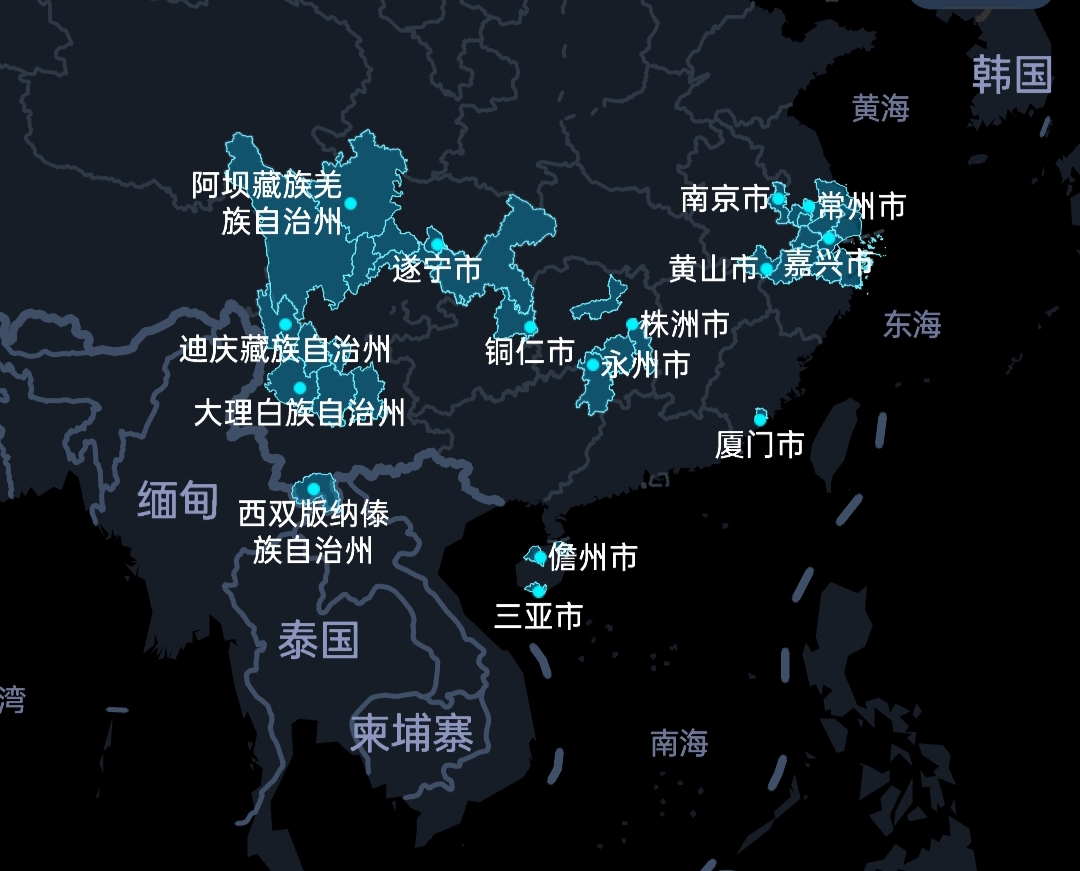 韩国
黄海
阿坝藏族羌
族自治州
南京市
常州市
遂宁市
黄山市
嘉兴市
株洲市
东海
迪庆藏族自治州
铜仁市
永州市
大理白族自治州
厦门市
缅甸
西双版纳傣
族自治州
儋州市
三亚市
泰国
湾
柬埔寨
南海